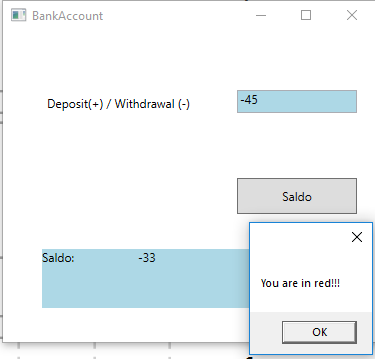 BankAccount
Deposit(+) / Withdrawal (-)
-45
Saldo
Saldo: -33
You are in red!!!
OK